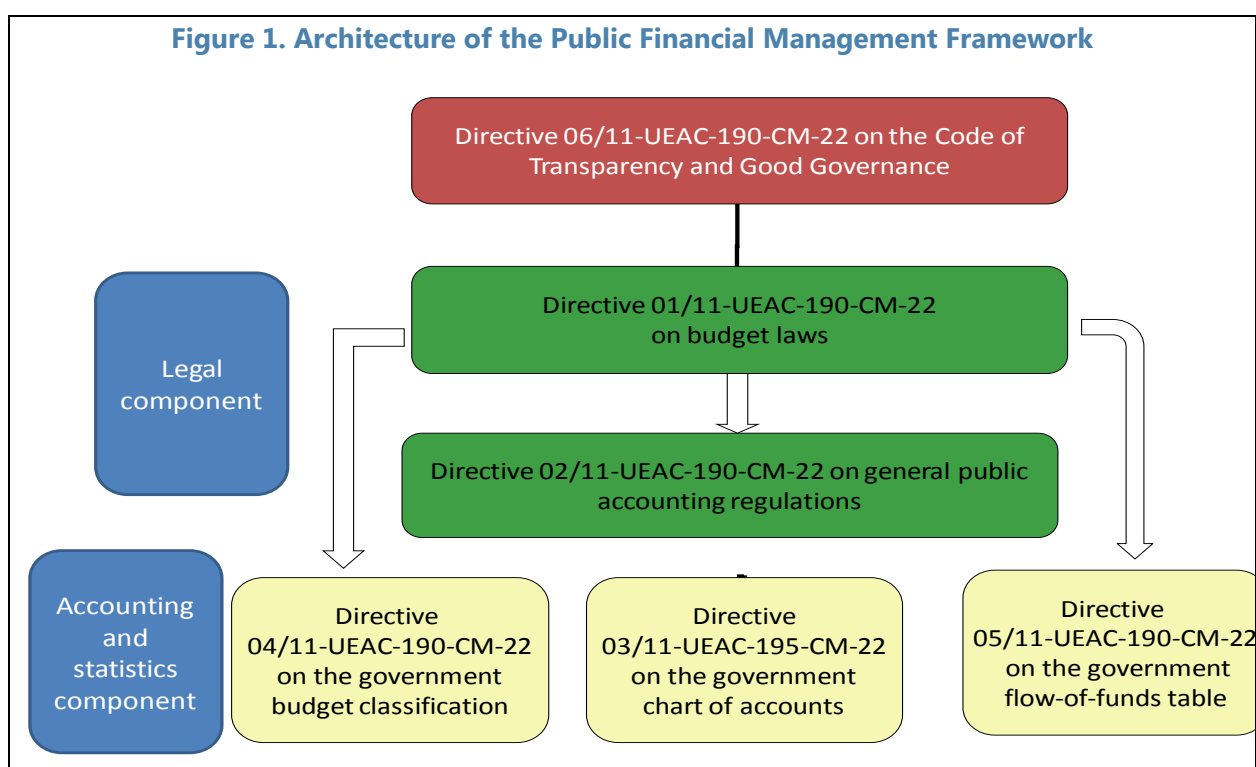 Figure 1. Architecture of the Public Financial Management Framework
Directive 06/11-UEAC-190-CM-22 on the Code of
Transparency and Good Governance
Legal
component
Directive 01/11-UEAC-190-CM-22
on budget laws
Directive 02/11-UEAC-190-CM-22 on general public
accounting regulations
Accounting
and
statistics
component
Directive
04/11-UEAC-190-CM-22
on the government
budget classification
Directive
03/11-UEAC-195-CM-22
on the government
chart of accounts
Directive
05/11-UEAC-190-CM-22
on the government
flow-of-funds table